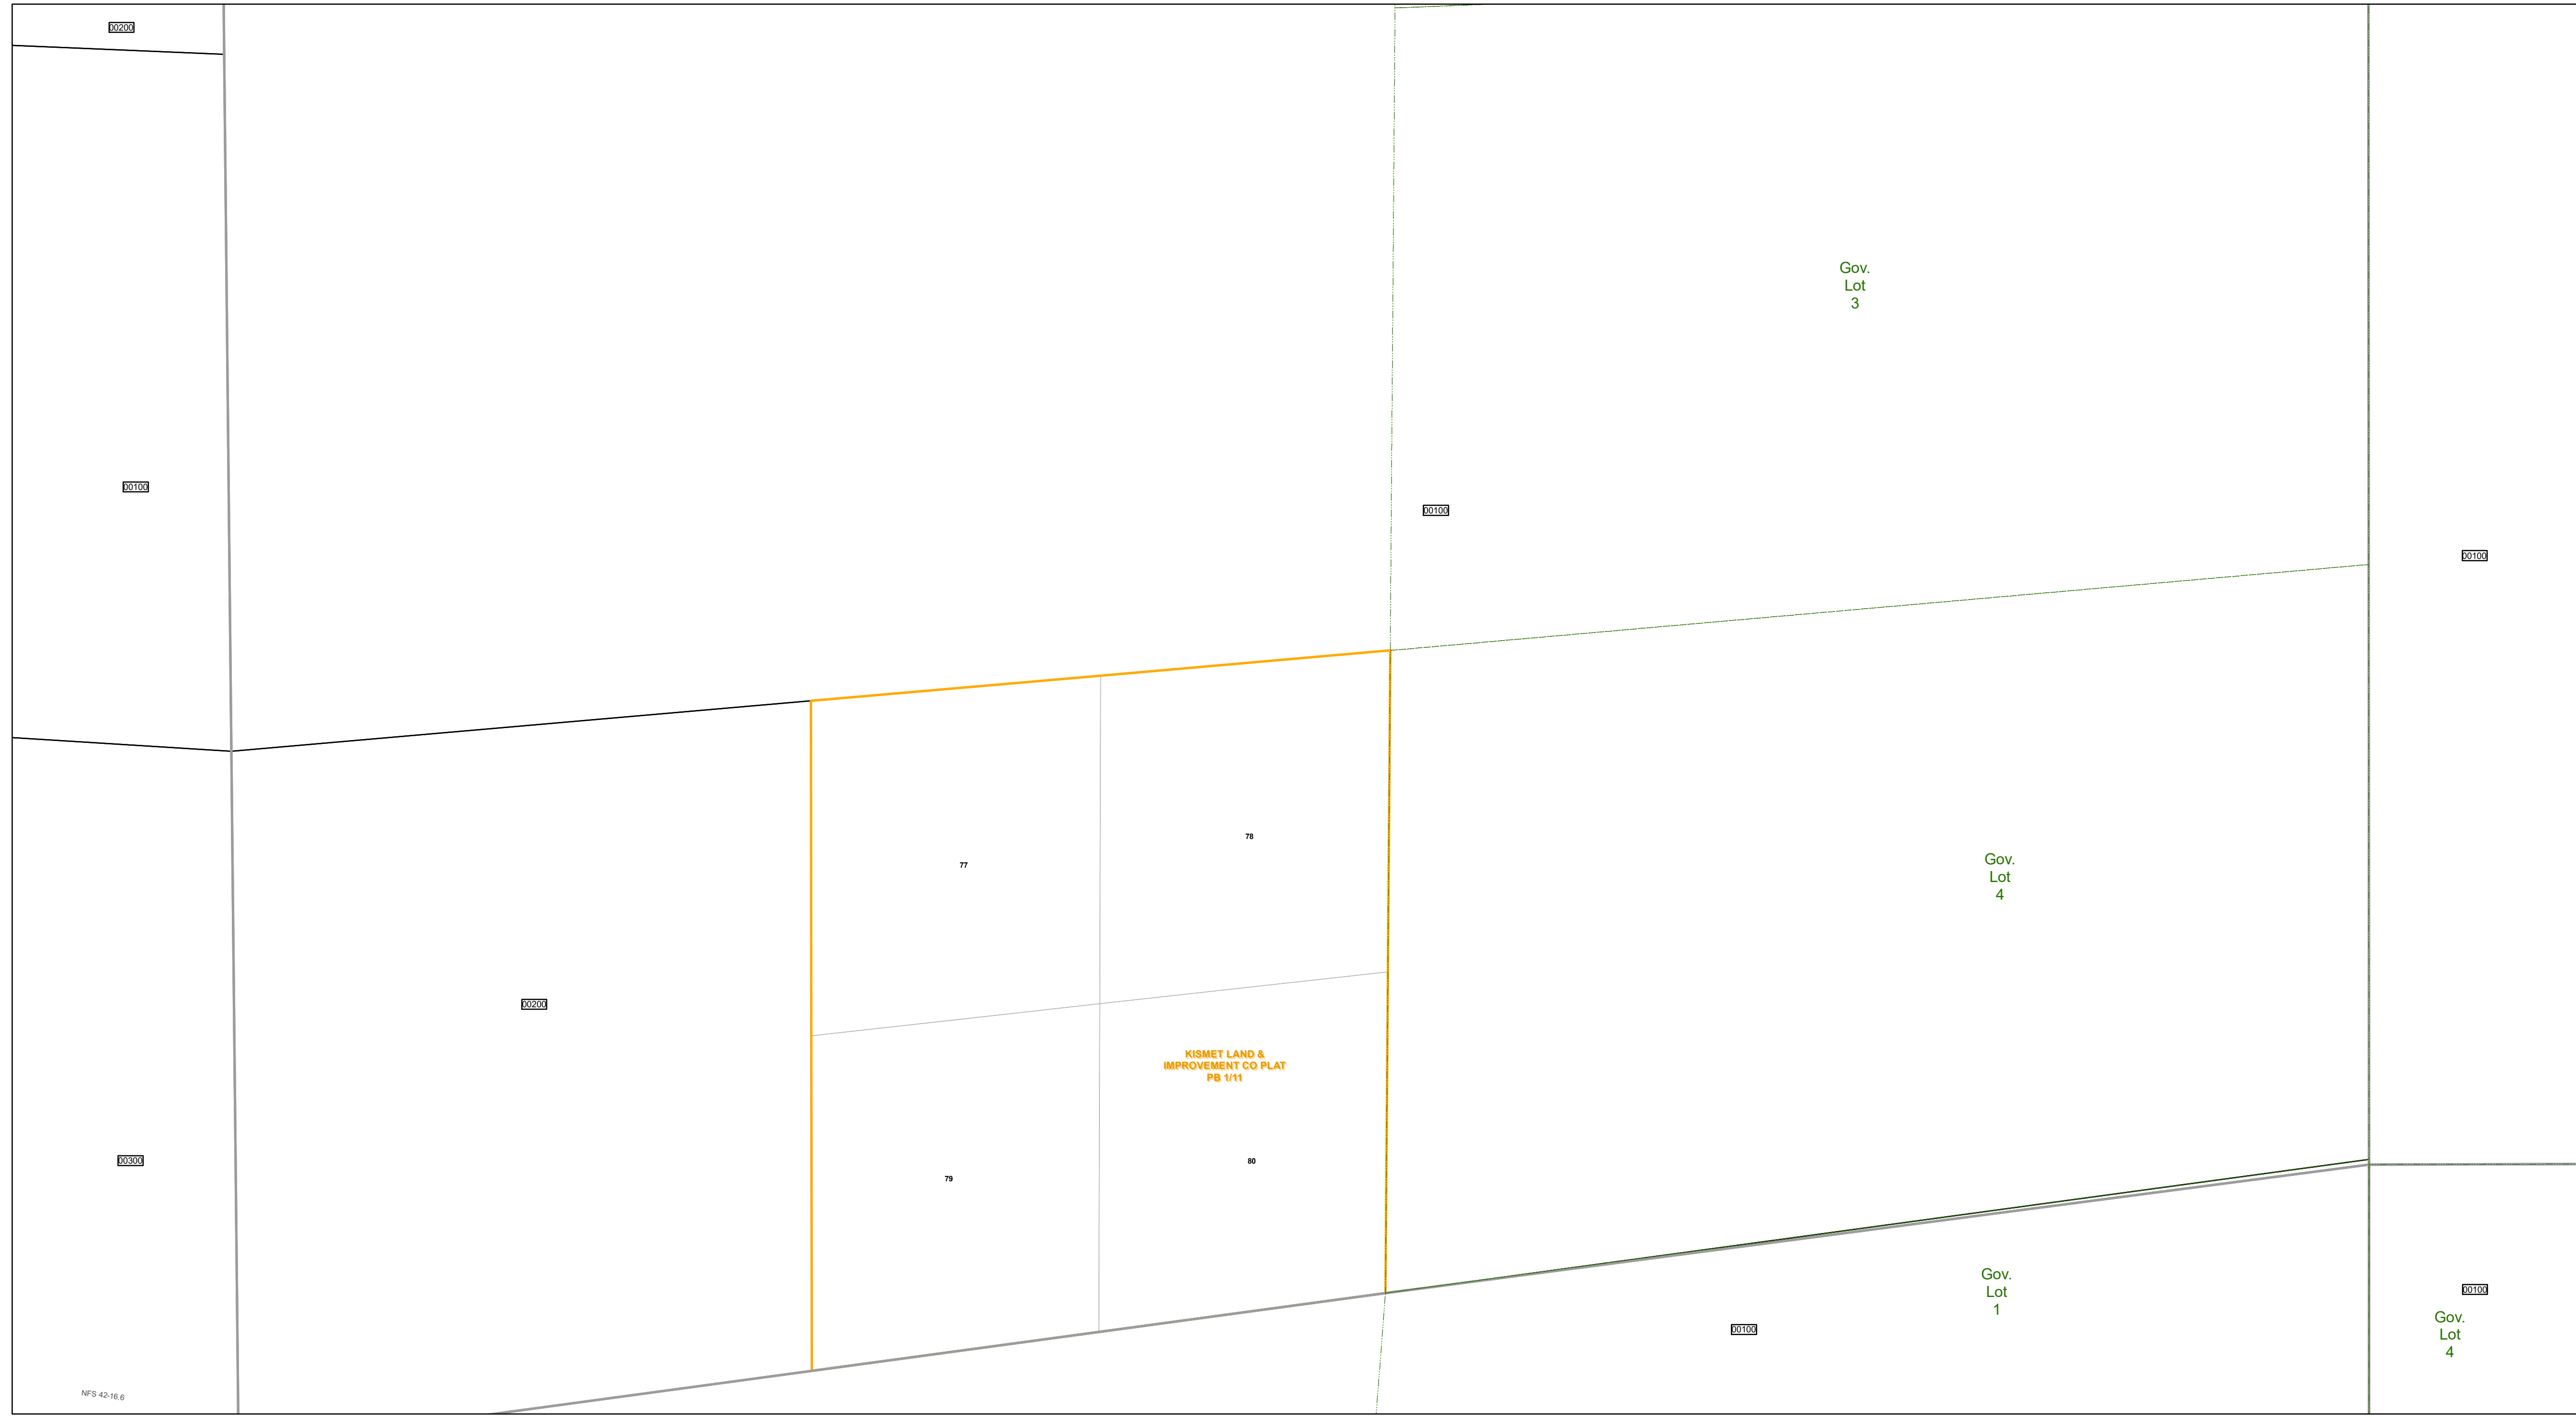 00200
Gov.
Lot
3
00100
00100
00100
78
77
Gov.
Lot
4
00200
KISMET LAND &
IMPROVEMENT CO PLAT
PB 1/11
00300
80
79
Gov.
Lot
1
00100
00100
Gov.
Lot
4
NFS 42-16.6